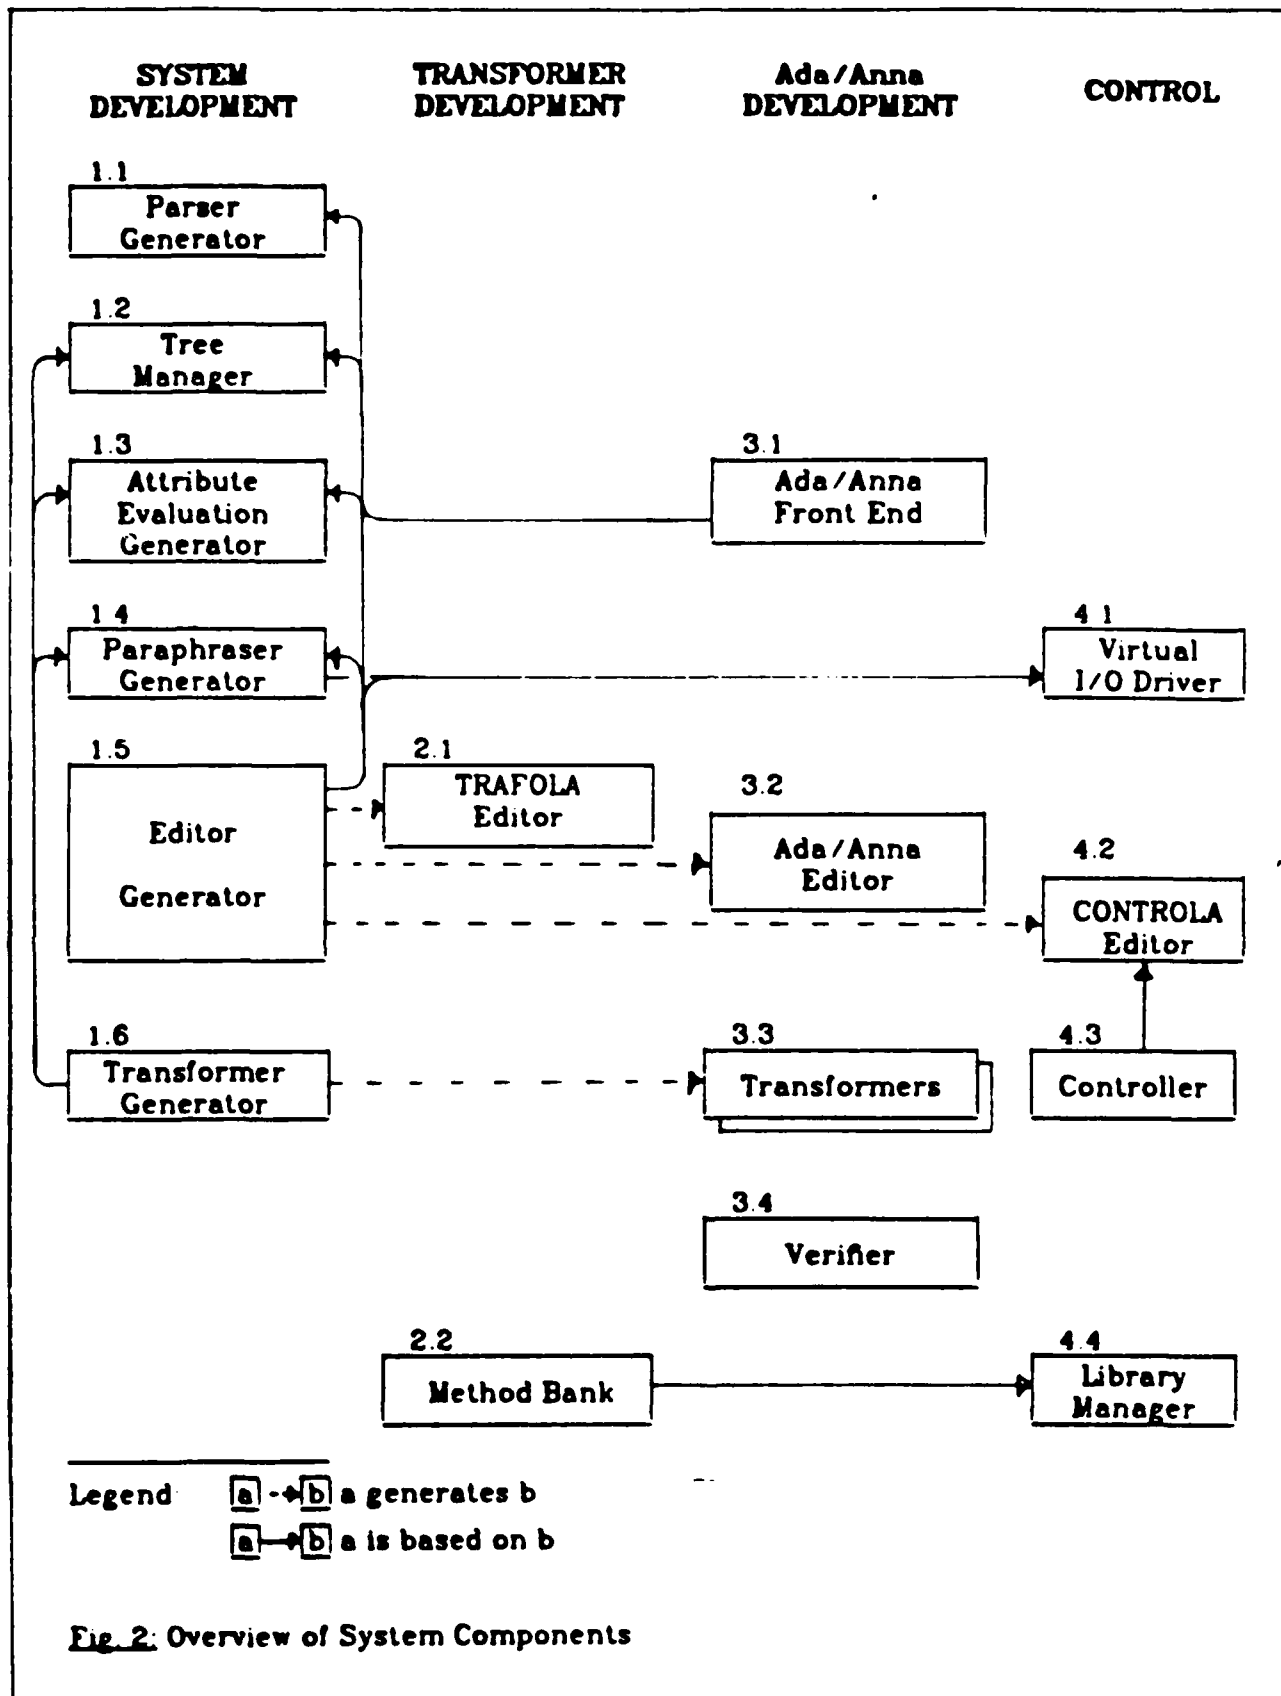 SYSTEM
DEVELOPMENT
TRANSFORMER
DEVELOPMENT
Ada/Anna
DEVELOPMENT
CONTROL
1.1
Parser
Generator
1.2
Tree
Manager
1.3
Attribute
Evaluation
Generator
3.1
Ada/Anna
Front End
1.4
Paraphraser
Generator
4.1
Virtual
I/O Driver
1.5
Editor
Generator
2.1
TRAFOLA
Editor
3.2
Ada/Anna
Editor
4.2
CONTROLA
Editor
1.6
Transformer
Generator
3.3
Transformers
4.3
Controller
3.4
Verifier
2.2
Method Bank
4.4
Library
Manager
Legend a b a generates b
a b a is based on b
Fig. 2: Overview of System Components